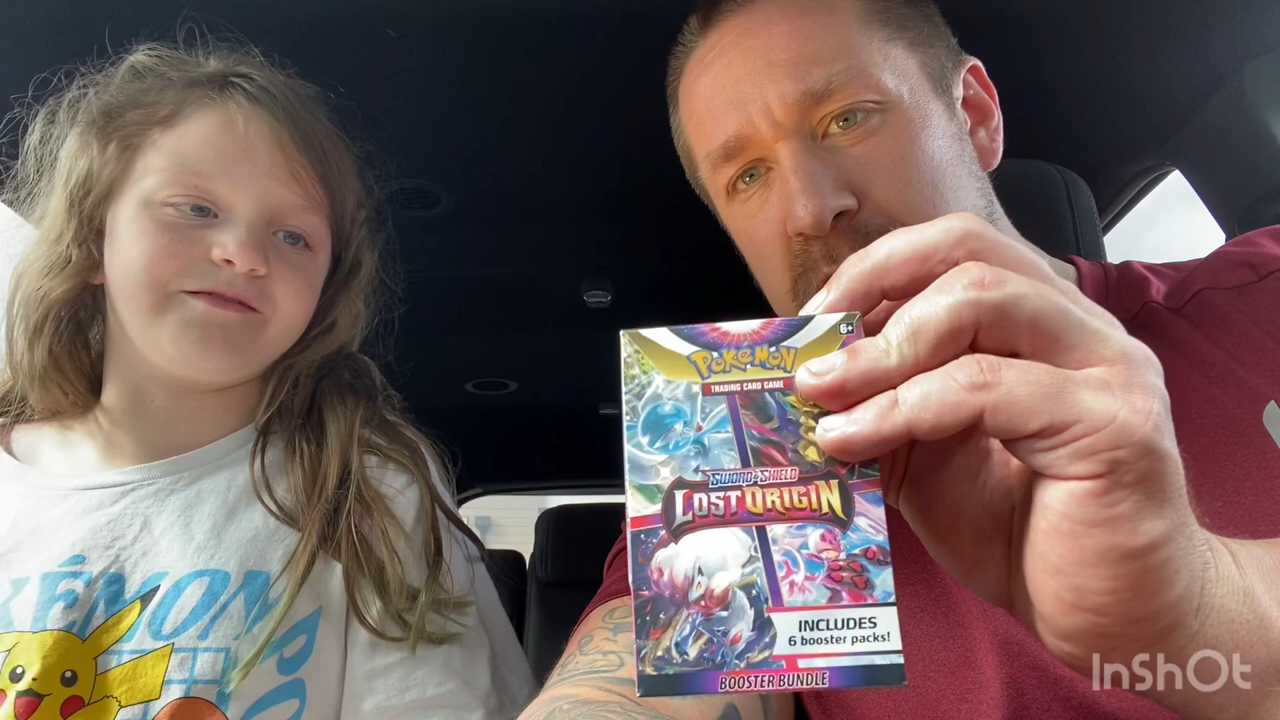 POKéMON
TRADING CARD GAME
6+
SWORD & SHIELD
LOST ORIGIN
INCLUDES
6 booster packs!
BOOSTER BUNDLE
InShOt